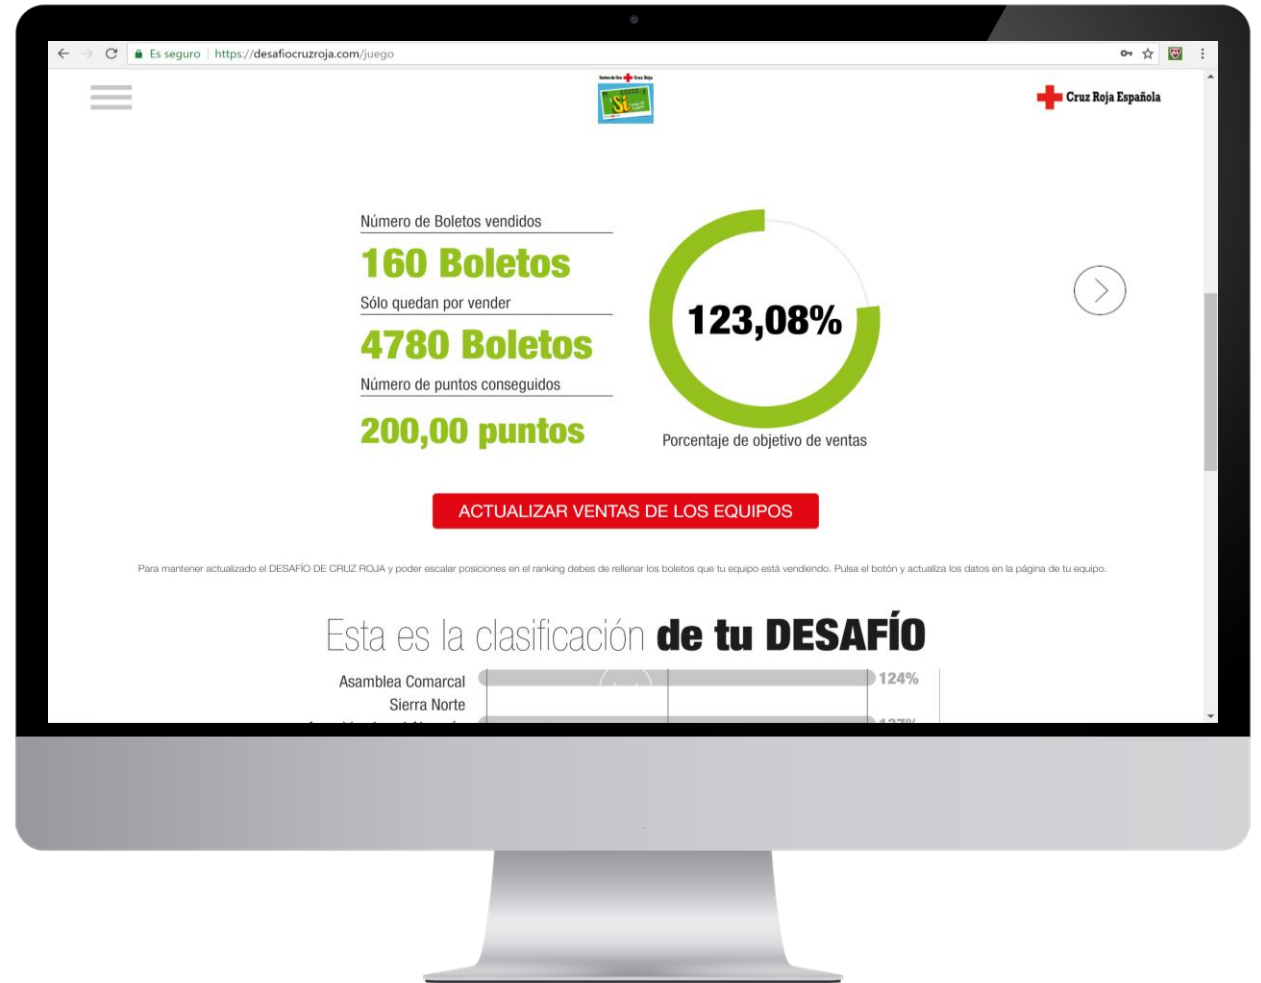 Es seguro
https://desafiocruzroja.com/juego
Cruz Roja
Sí
Cruz Roja Española
Número de Boletos vendidos
160 Boletos
Sólo quedan por vender
4780 Boletos
Número de puntos conseguidos
200,00 puntos
123,08%
Porcentaje de objetivo de ventas
ACTUALIZAR VENTAS DE LOS EQUIPOS
Para mantener actualizado el DESAFÍO DE CRUZ ROJA y poder escalar posiciones en el ranking debes de rellenar los boletos que tu equipo está vendiendo. Pulsa el botón y actualiza los datos en la página de tu equipo.
Esta es la clasificación de tu DESAFÍO
Asamblea Comarcal
Sierra Norte
124%